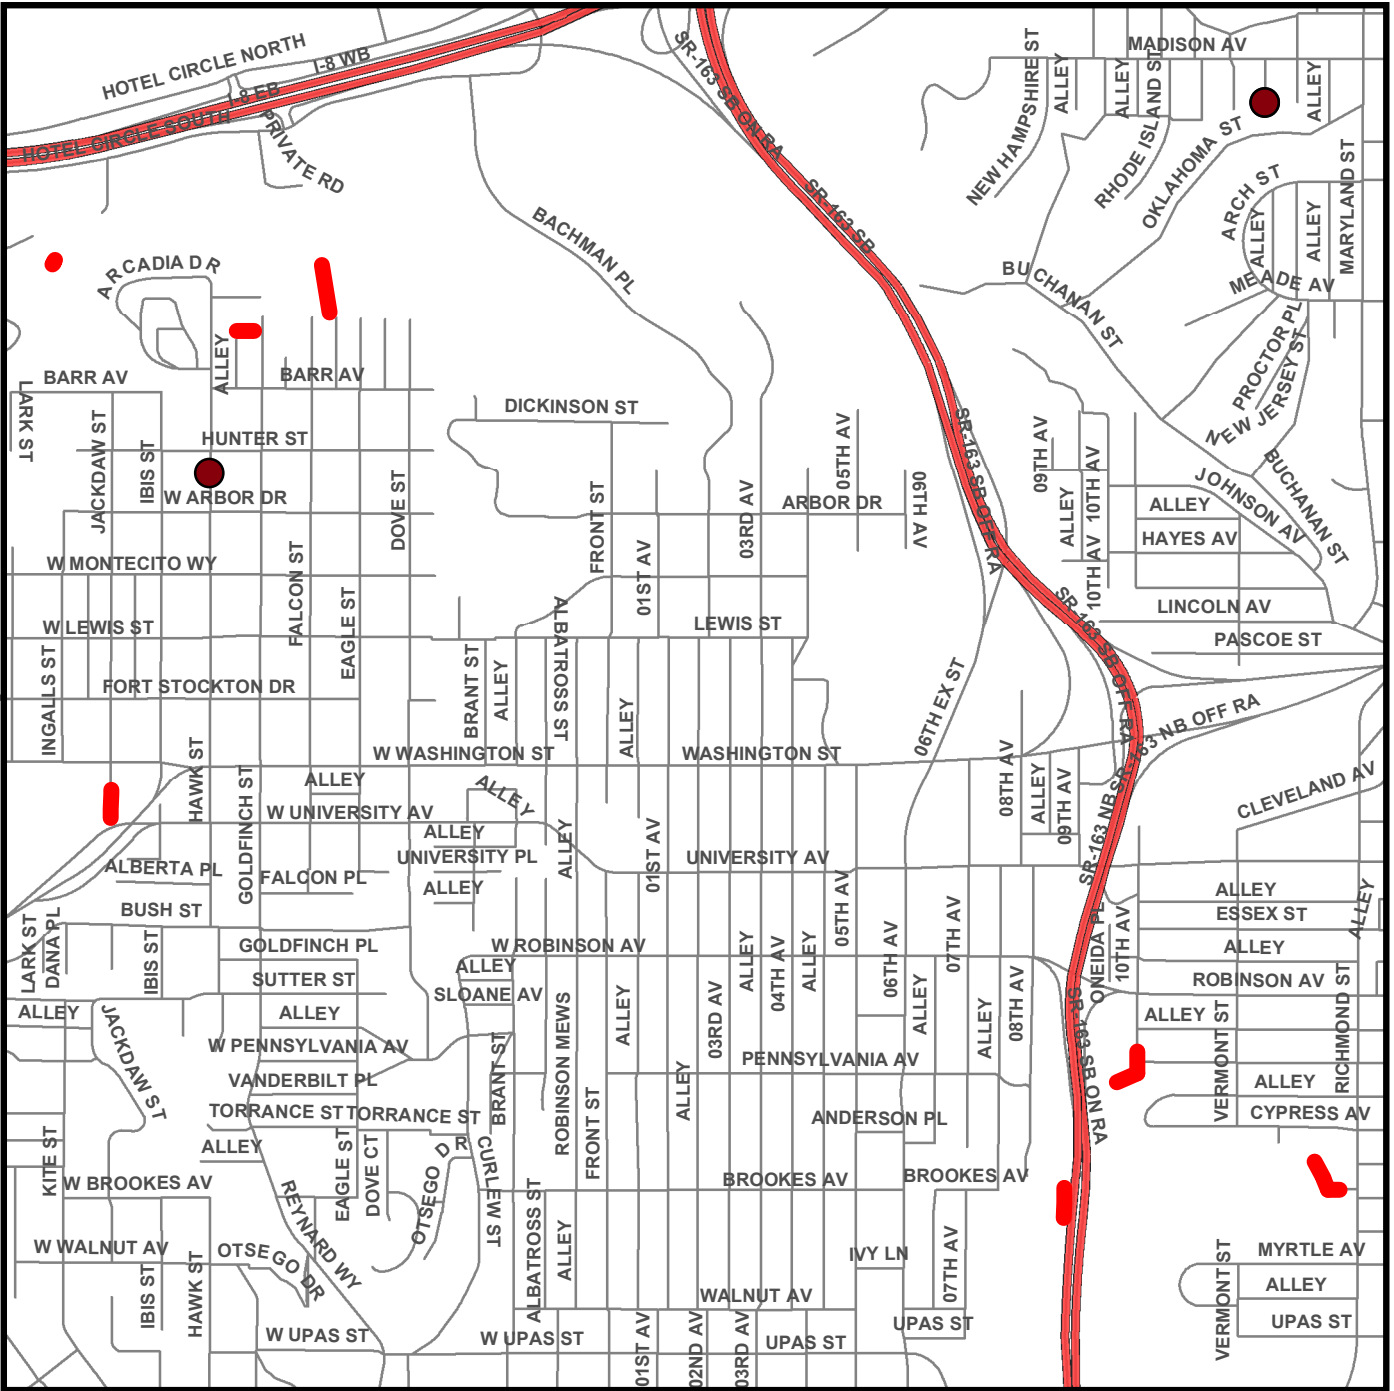 HOTEL CIRCLE NORTH
I-8 WB
I-8 EB
HOTEL CIRCLE SOUTH
PRIVATE RD
SR-163 SB ON RA
SR-163 SB
MADISON AV
NEW HAMPSHIRE ST
ALLEY
ALLEY
RHODE ISLAND ST
OKLAHOMA ST
ALLEY
ARCH ST
ALLEY
ALLEY
MARYLAND ST
MEADE AV
BACHMAN PL
BUCHANAN ST
PROCTOR PL
NEW JERSEY ST
ARCADIA DR
ALLEY
BARR AV
BARR AV
LARK ST
JACKDAW ST
IBIS ST
HUNTER ST
W ARBOR DR
DOVE ST
DICKINSON ST
FRONT ST
01ST AV
03RD AV
05TH AV
ARBOR DR
06TH AV
SR-163 SB OFF RA
09TH AV
10TH AV
ALLEY
10TH AV
JOHNSON AV
BUCHANAN ST
ALLEY
HAYES AV
LINCOLN AV
PASCOE ST
W MONTECITO WY
FALCON ST
EAGLE ST
W LEWIS ST
INGALLS ST
FORT STOCKTON DR
LEWIS ST
ALBATROSS ST
BRANT ST
ALLEY
ALLEY
SR-163 SB OFF RA
06TH EX ST
SR-163 NB OFF RA
W WASHINGTON ST
WASHINGTON ST
HAWK ST
GOLDFINCH ST
ALLEY
W UNIVERSITY AV
ALLEY
ALLEY
UNIVERSITY PL
ALLEY
ALLEY
01ST AV
UNIVERSITY AV
08TH AV
ALLEY
09TH AV
SR-163 NB
CLEVELAND AV
ALBERTA PL
FALCON PL
BUSH ST
LARK ST
DANA PL
IBIS ST
GOLDFINCH PL
SUTTER ST
ALLEY
ALLEY
W PENNSYLVANIA AV
VANDERBILT PL
TORRANCE ST
TORRANCE ST
ALLEY
JACKDAW ST
W ROBINSON AV
ALLEY
SLOANE AV
BRANT ST
ROBINSON MEWS
ALLEY
FRONT ST
ALLEY
03RD AV
ALLEY
04TH AV
ALLEY
05TH AV
06TH AV
ALLEY
07TH AV
ALLEY
08TH AV
ONEIDA PL
10TH AV
ALLEY
ESSEX ST
ALLEY
ALLEY
ROBINSON AV
ALLEY
VERMONT ST
RICHMOND ST
ALLEY
CYPRESS AV
PENNSYLVANIA AV
ANDERSON PL
SR-163 SB ON RA
KITE ST
W BROOKES AV
EAGLE ST
DOVE CT
OTSEGO DR
CURLEW ST
BROOKES AV
BROOKES AV
REYNARD WY
W WALNUT AV
OTSEGO DR
IBIS ST
HAWK ST
W UPAS ST
ALBATROSS ST
ALLEY
W UPAS ST
01ST AV
02ND AV
03RD AV
WALNUT AV
UPAS ST
IVY LN
07TH AV
UPAS ST
VERMONT ST
MYRTLE AV
ALLEY
UPAS ST